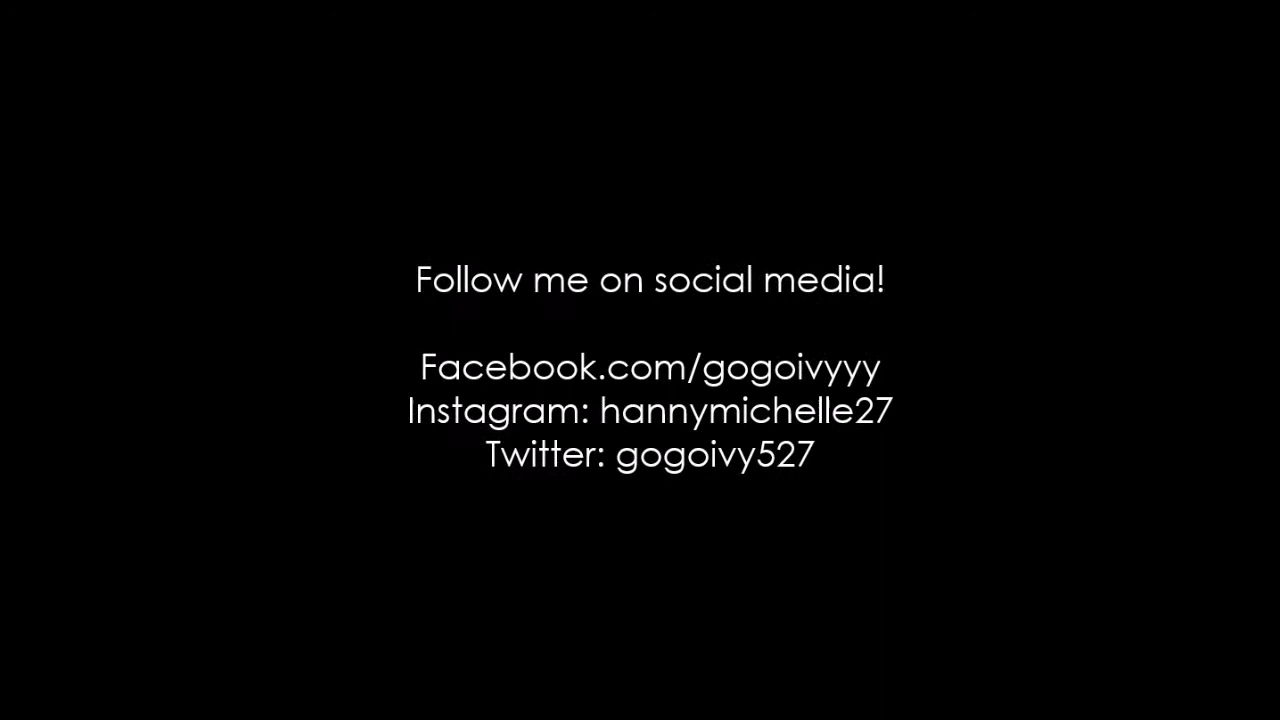 Follow me on social media!
Facebook.com/gogoivyyy
Instagram: hannymichelle27
Twitter: gogoivy527